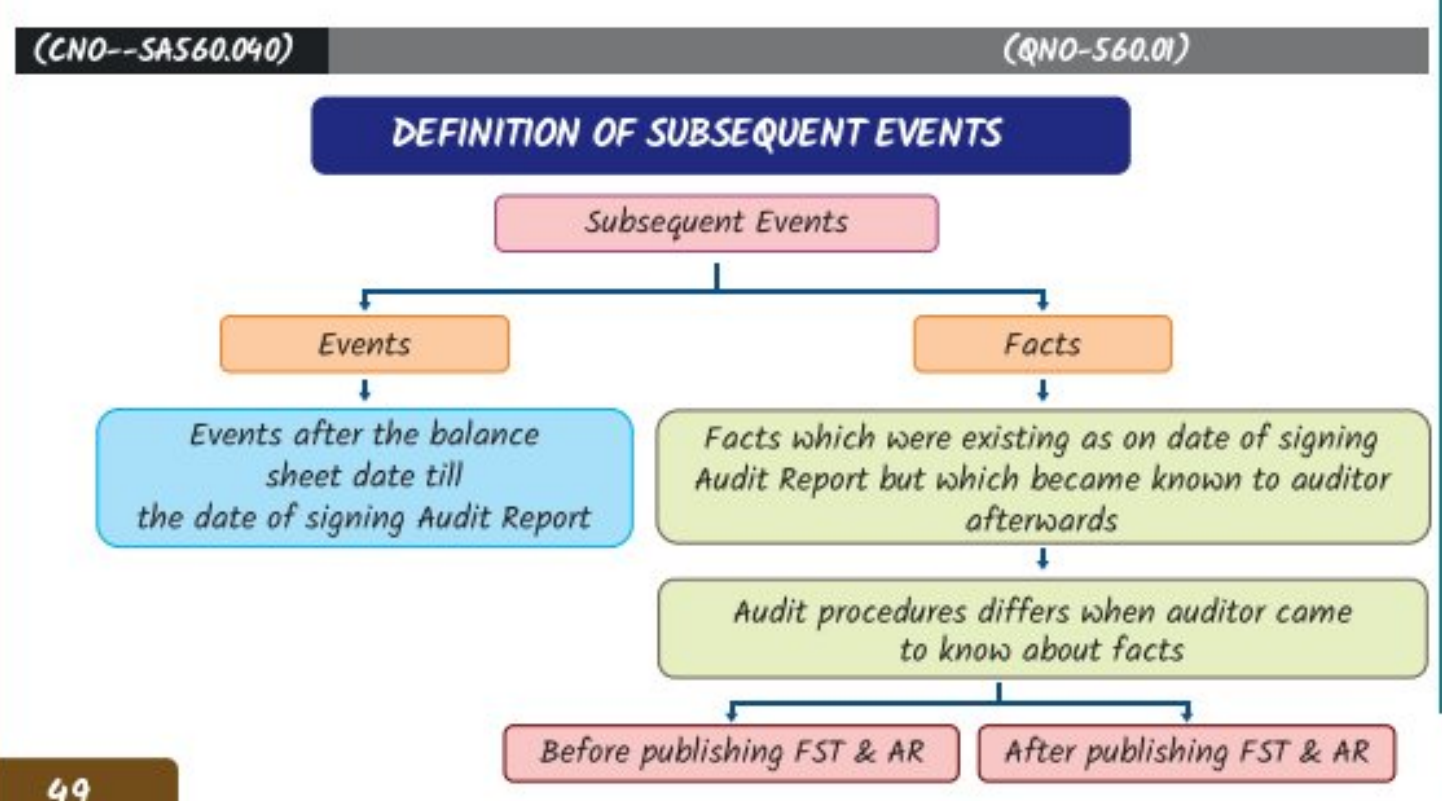 (CNO--SA560.040)
(QNO-560.01)
DEFINITION OF SUBSEQUENT EVENTS
Subsequent Events
Events
Facts
Events after the balance
sheet date till
the date of signing Audit Report
Facts which were existing as on date of signing
Audit Report but which became known to auditor
afterwards
Audit procedures differs when auditor came
to know about facts
Before publishing FST & AR
After publishing FST & AR
49